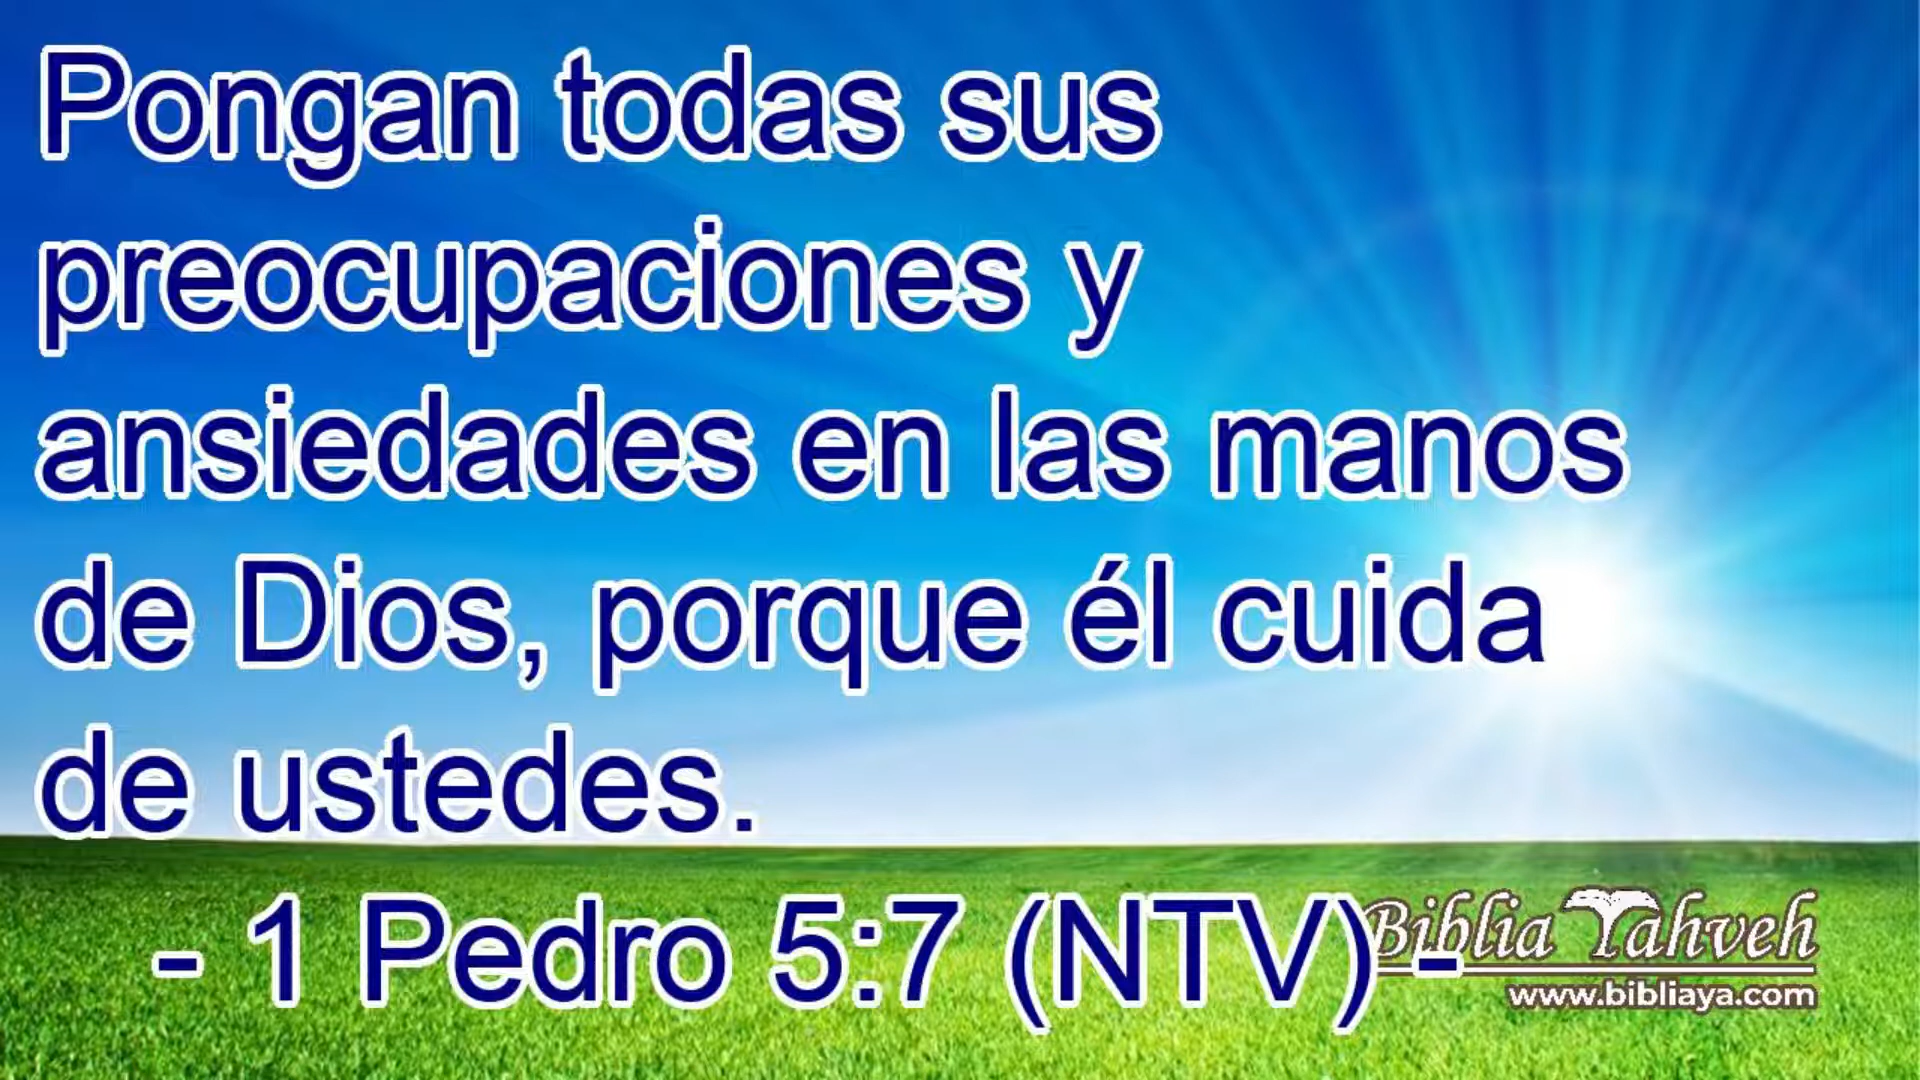 Pongan todas sus
preocupaciones y
ansiedades en las manos
de Dios, porque él cuida
de ustedes.
- 1 Pedro 5:7 (NTV) -
Biblia Yahveh
www.bibliaya.com